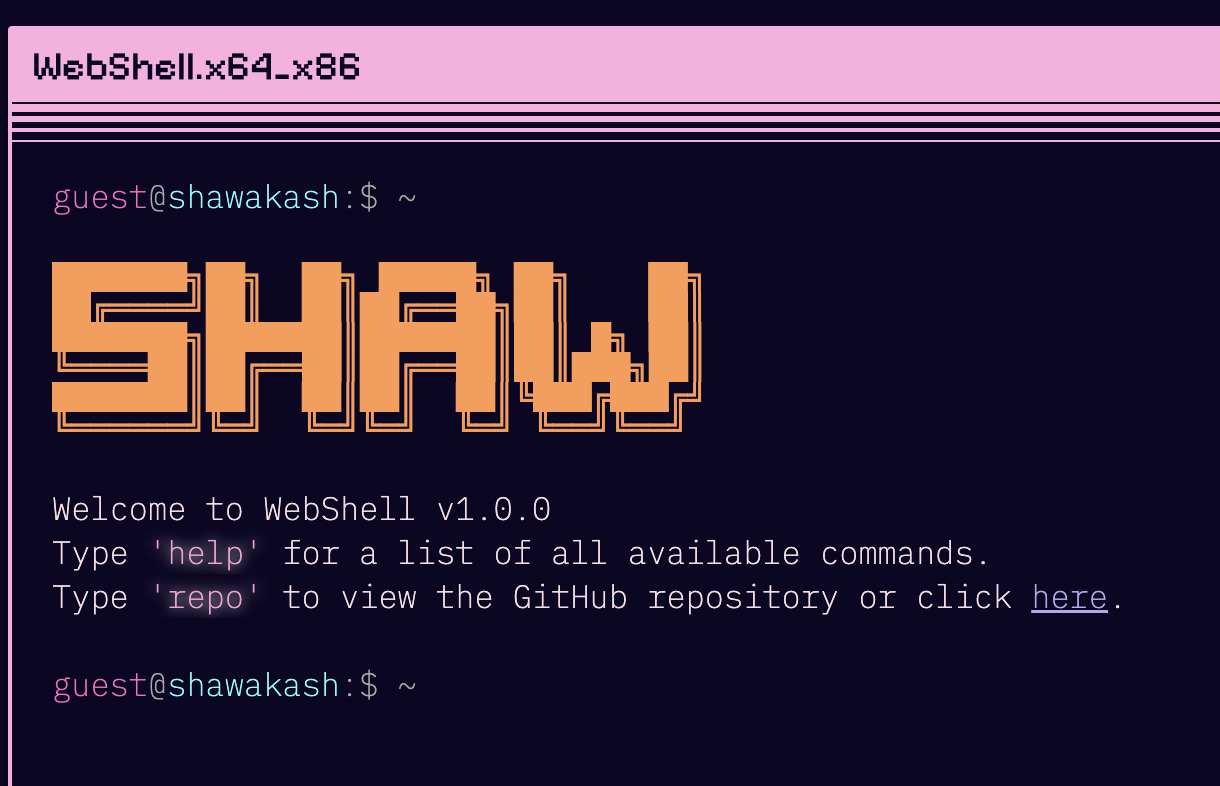 WebShell.x64_x86
guest@shawakash:$ ~
SHAW
Welcome to WebShell v1.0.0
Type 'help' for a list of all available commands.
Type 'repo' to view the GitHub repository or click here.
guest@shawakash:$ ~